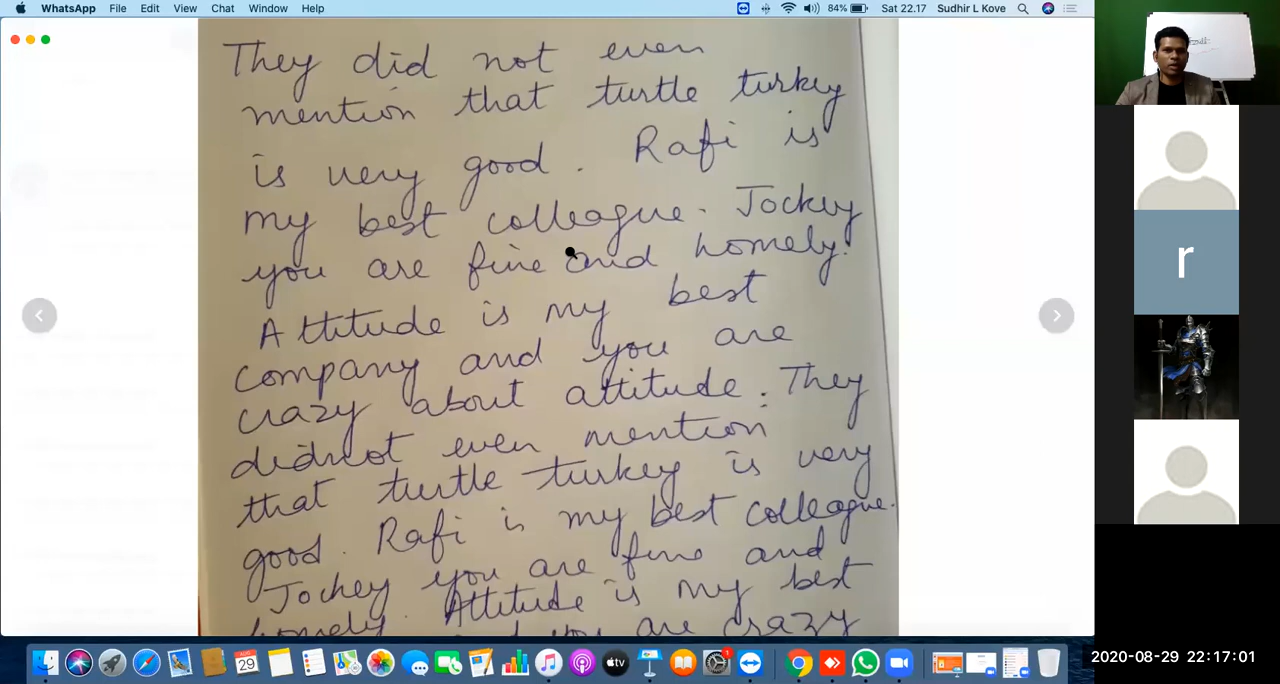 WhatsApp File Edit View Chat Window Help 84% Sat 22.17 Sudhir L Kove
They did not even
mention that turtle turkey
is very good. Rafi is
my best colleague. Jockey
you are fine and homely.
Attitude is my best
company and you are
crazy about attitude. They
didnot even mention
that turtle turkey is very
good. Rafi is my best colleague.
Jockey you are fine and
homely. Attitude is my best
and you are crazy
r
AUG
29
tv
1
2020-08-29 22:17:01